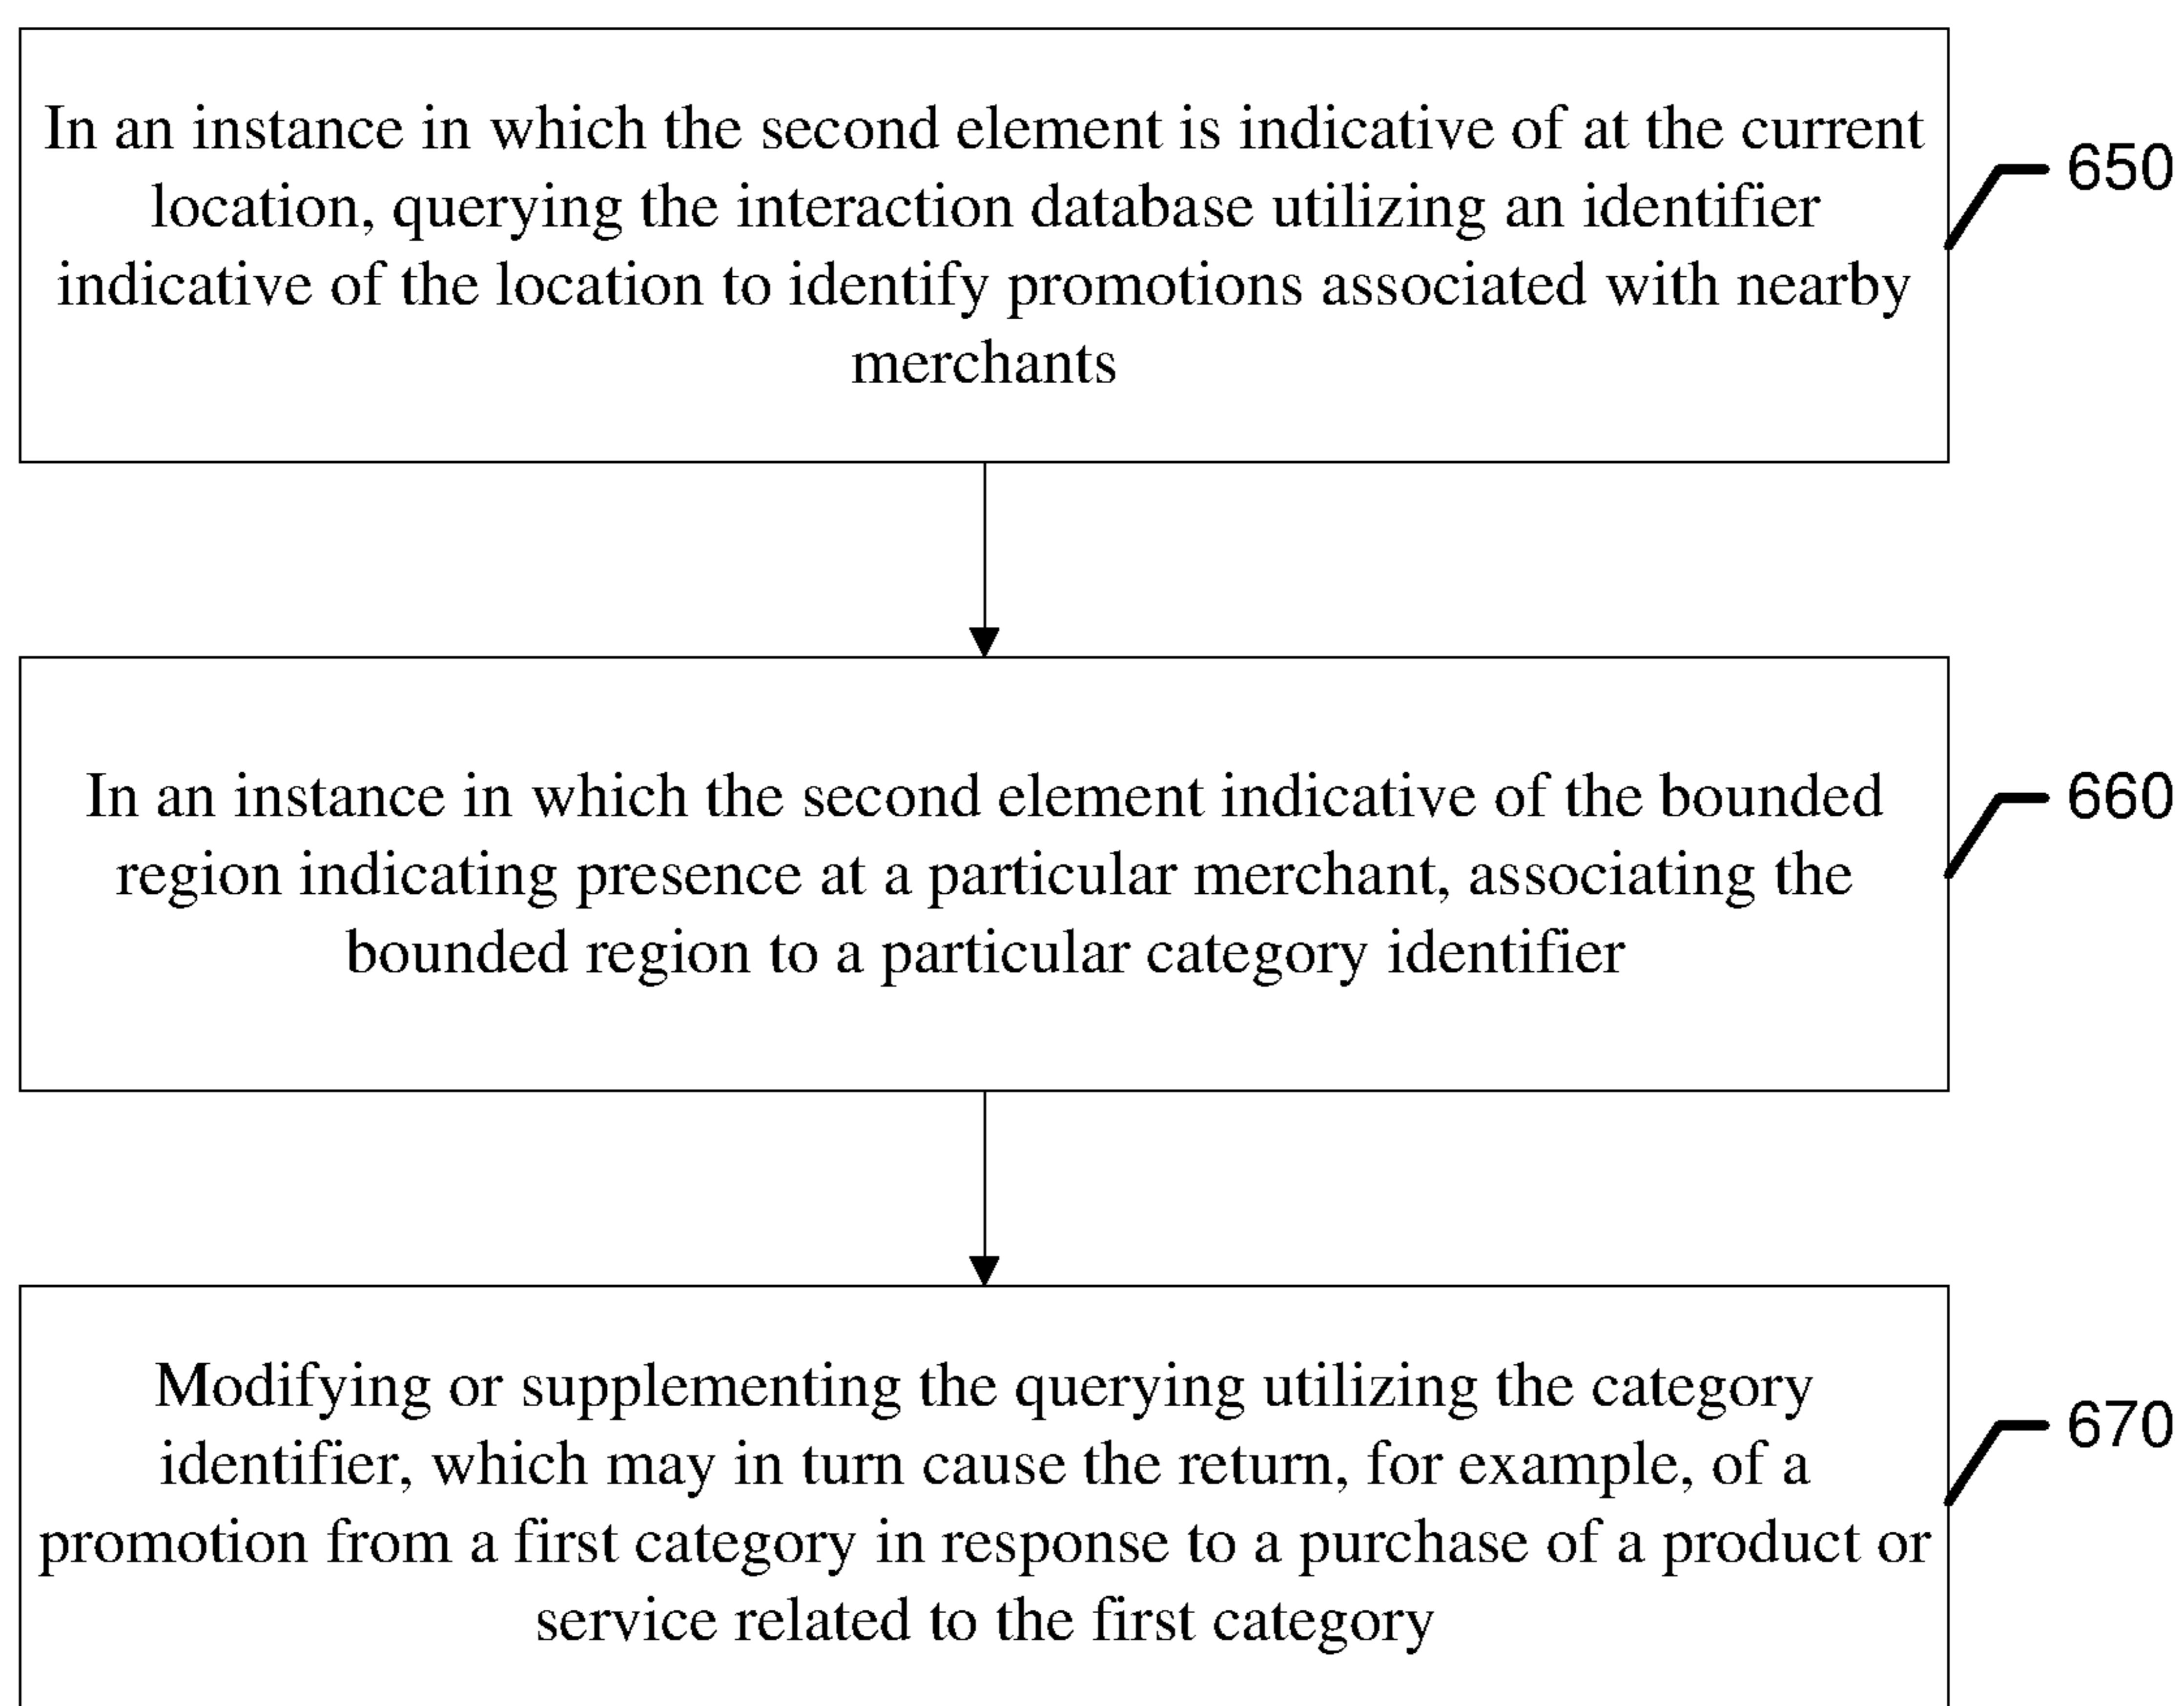 In an instance in which the second element is indicative of at the current
location, querying the interaction database utilizing an identifier
indicative of the location to identify promotions associated with nearby
merchants
650
In an instance in which the second element indicative of the bounded
region indicating presence at a particular merchant, associating the
bounded region to a particular category identifier
660
Modifying or supplementing the querying utilizing the category
identifier, which may in turn cause the return, for example, of a
promotion from a first category in response to a purchase of a product or
service related to the first category
670